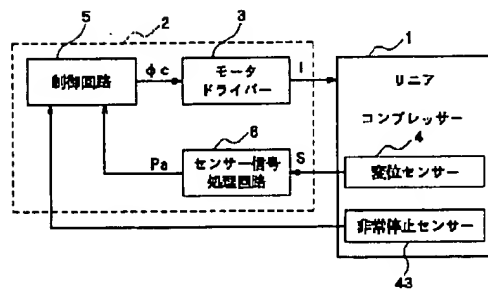 5
2
3
1
制御回路
φc
モータ
ドライバー
I
リニア
コンプレッサー
6
4
Pa
センサー信号
処理回路
S
変位センサー
非常停止センサー
43